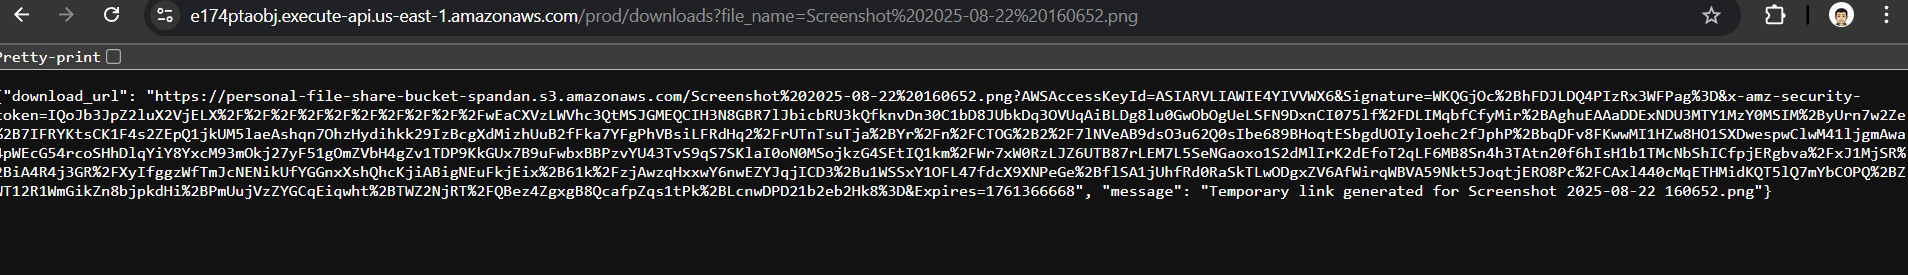 e174ptaobj.execute-api.us-east-1.amazonaws.com/prod/downloads?file_name=Screenshot%202025-08-22%20160652.png
Pretty-print
{"download_url": "https://personal-file-share-bucket-spandan.s3.amazonaws.com/Screenshot%202025-08-22%20160652.png?AWSAccessKeyId=ASIARVLIAWIE4YIVVWX6&Signature=WKQGjOc%2BhFDJLDQ4PIzRx3WFPag%3D&x-amz-security-
token=IQoJb3JpZ2luX2VjELX%2F%2F%2F%2F%2F%2F%2F%2F%2F%2FwEaCXVzLWVhc3QtMSJGMEQCIH3N8GBR7lJbicbRU3kQfknvDn30C1bD8JUbkDq3OVUqAiBLDg8lu0GwObOgUeLSFN9DxnCI075lf%2FDLIMqbfCfyMir%2BAghuEAAaDDExNDU3MTY1MzY0MSIM%2ByUrn7w2Ze
%2B7IFRYKtsCK1F4s2ZEpQ1jkUM5laeAshqn7OhzHydihkk29IzBcgXdMizhUuB2fFka7YFgPhVBsiLFRdHq2%2FrUTnTsuTja%2BYr%2Fn%2FCTOG%2B2%2F7lNVeAB9dsO3u62Q0sIbe689BHoqtESbgdUOIyloehc2fJphP%2BbqDFv8FKwwMI1HZw8HO1SXDwespwClwM41ljgmAwa
4pWEcG54rcoSHhDlqYiY8YxcM93mOkj27yF51gOmZVbH4gZv1TDP9KkGUx7B9uFwbxBBPzvyU43TvS9qS7SKlaI0oN0MSojkzG4SEtIQ1km%2FWr7xW0RzLJZ6UTB87rLEM7L5SeNGaoxo1S2dMlIrK2dEfoT2qLF6MB8Sn4h3TAtn20f6hIsH1b1TMcNbShICfpjERgbva%2FxJ1MjSR%
2BiA4R4j3GR%2FXyIfggzWfTmJcNENikUfYGGnxXshQhcKjiABigNEuFkjEix%2B61k%2FzjAwzqHxxwY6nwEZYJqjICD3%2Bu1WSSxY1OFL47fdcX9XNPeGe%2BflSA1jUhfRd0RaSkTLwODgxZV6AfWirqWBVA59Nkt5JoqtjERO8Pc%2FCAxl440cMqETHMidKQT5lQ7mYbCOPQ%2BZ
WT12R1WmGikZn8bjpkdHi%2BPmUujVzZYGCqEiqwht%2BTWZ2NjRT%2FQBez4ZgxgB8QcafpZqs1tPk%2BLcnwDPD21b2eb2Hk8%3D&Expires=1761366668", "message": "Temporary link generated for Screenshot 2025-08-22 160652.png"}